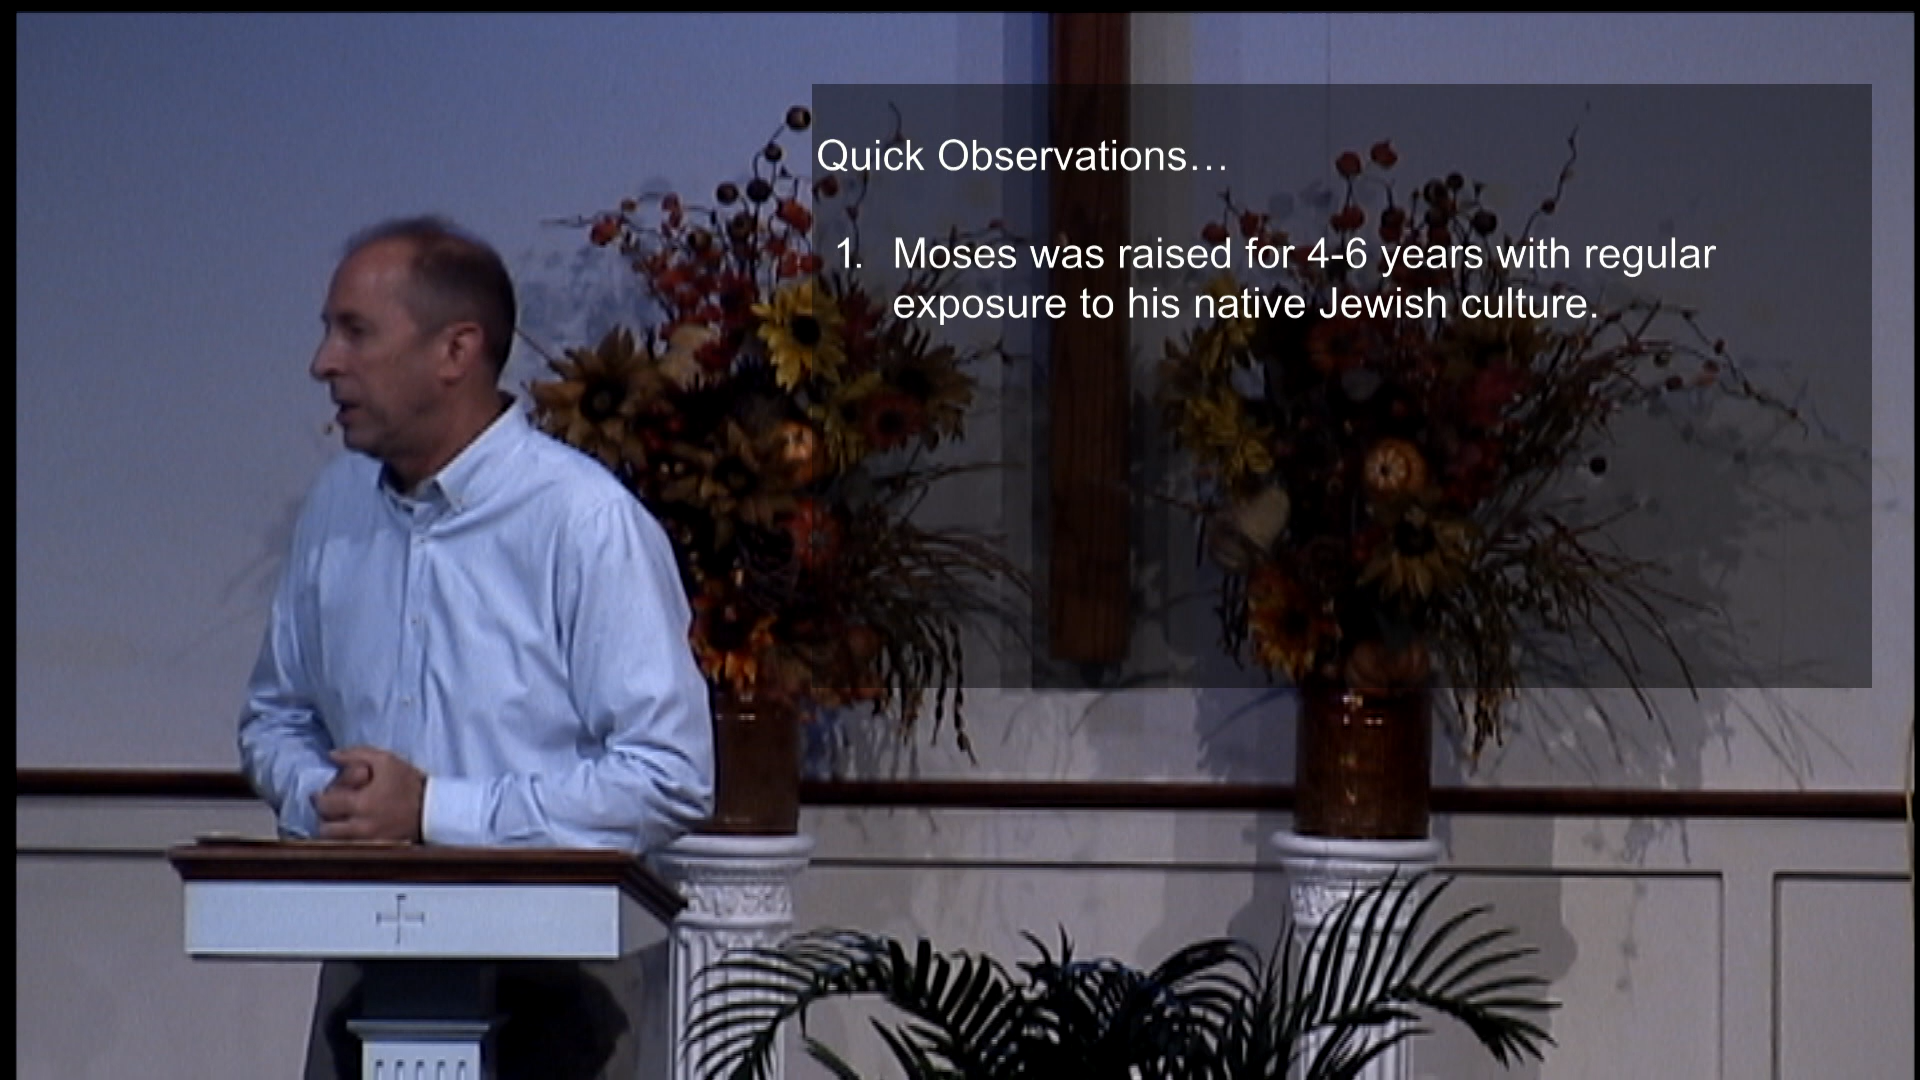 Quick Observations…
1. Moses was raised for 4-6 years with regular
exposure to his native Jewish culture.